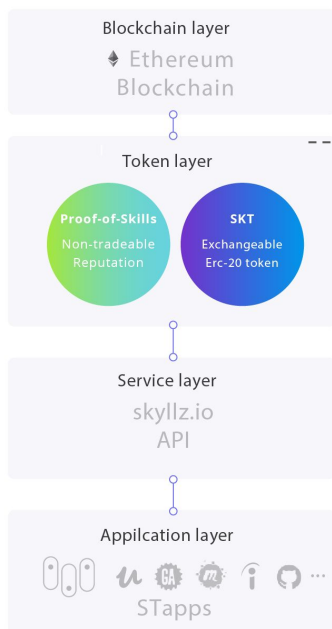 Blockchain layer
Ethereum
Blockchain
Token layer
Proof-of-Skills
Non-tradeable
Reputation
SKT
Exchangeable
Erc-20 token
Service layer
skyllz.io
API
Appilcation layer
u GA m i ...
STapps